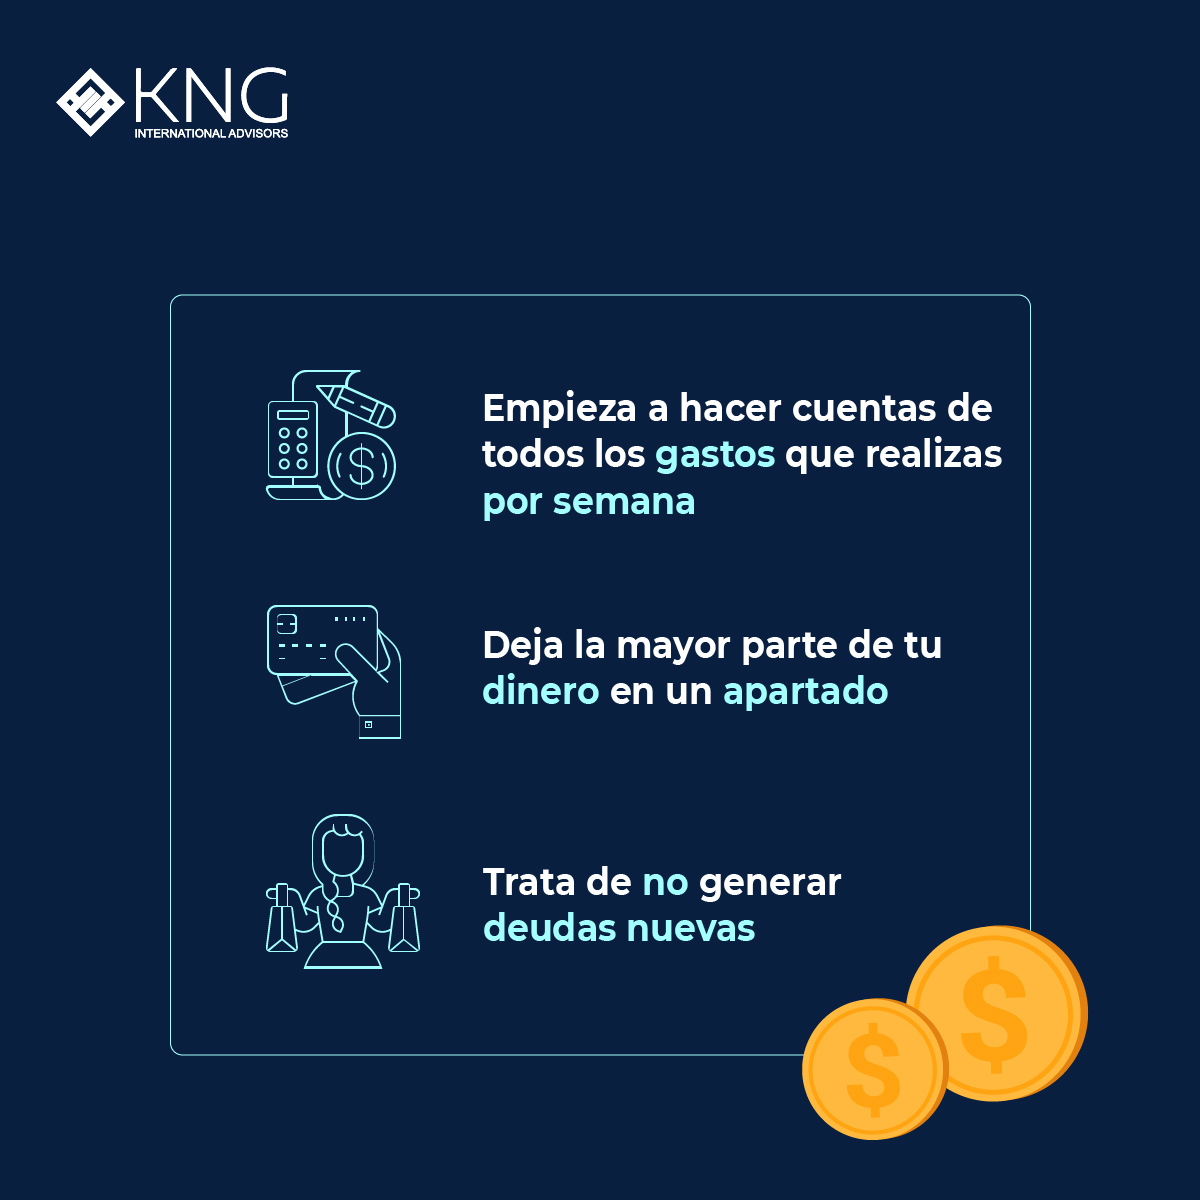 KNG
INTERNATIONAL ADVISORS
Empieza a hacer cuentas de
todos los gastos que realizas
por semana
Deja la mayor parte de tu
dinero en un apartado
Trata de no generar
deudas nuevas
$
$
$